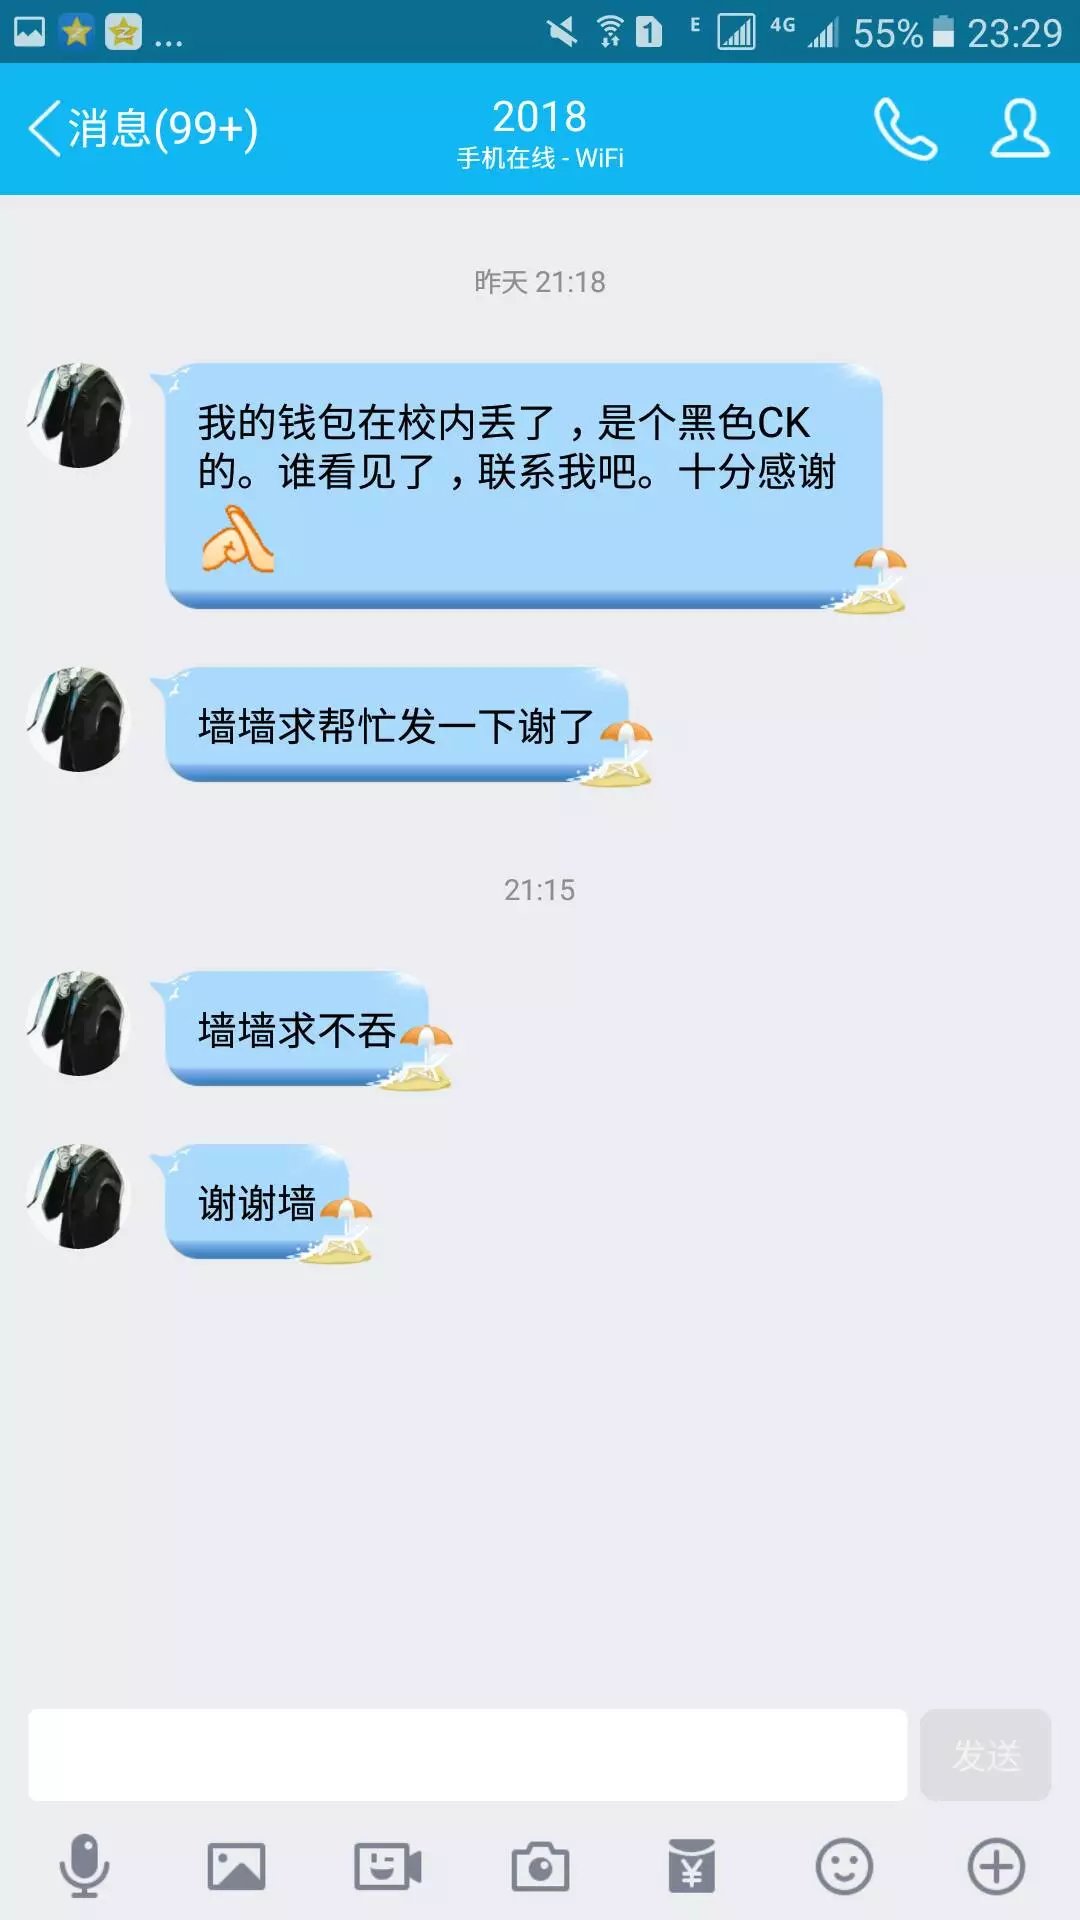 ... 1 E 4G 55% 23:29
消息(99+)
2018
手机在线 - WiFi
昨天 21:18
我的钱包在校内丢了，是个黑色CK
的。谁看见了，联系我吧。十分感谢
墙墙求帮忙发一下谢了
21:15
墙墙求不吞
谢谢墙
发送